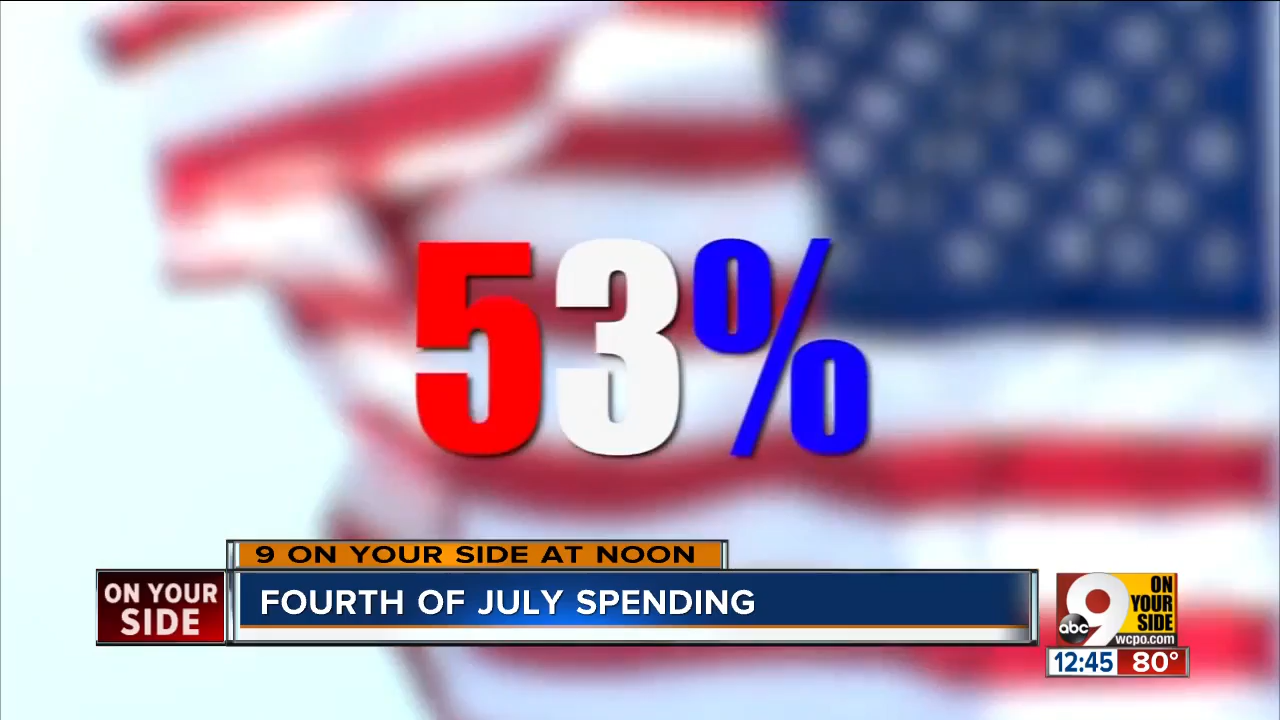 53%
9 ON YOUR SIDE AT NOON
ON YOUR
SIDE
FOURTH OF JULY SPENDING
9
ON
YOUR
SIDE
abc
wcpo.com
12:45 80°